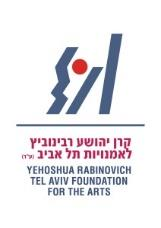 קרן יהושע רבינוביץ
לאמנויות תל אביב (ע״ר)
YEHOSHUA RABINOVICH
TEL AVIV FOUNDATION
FOR THE ARTS